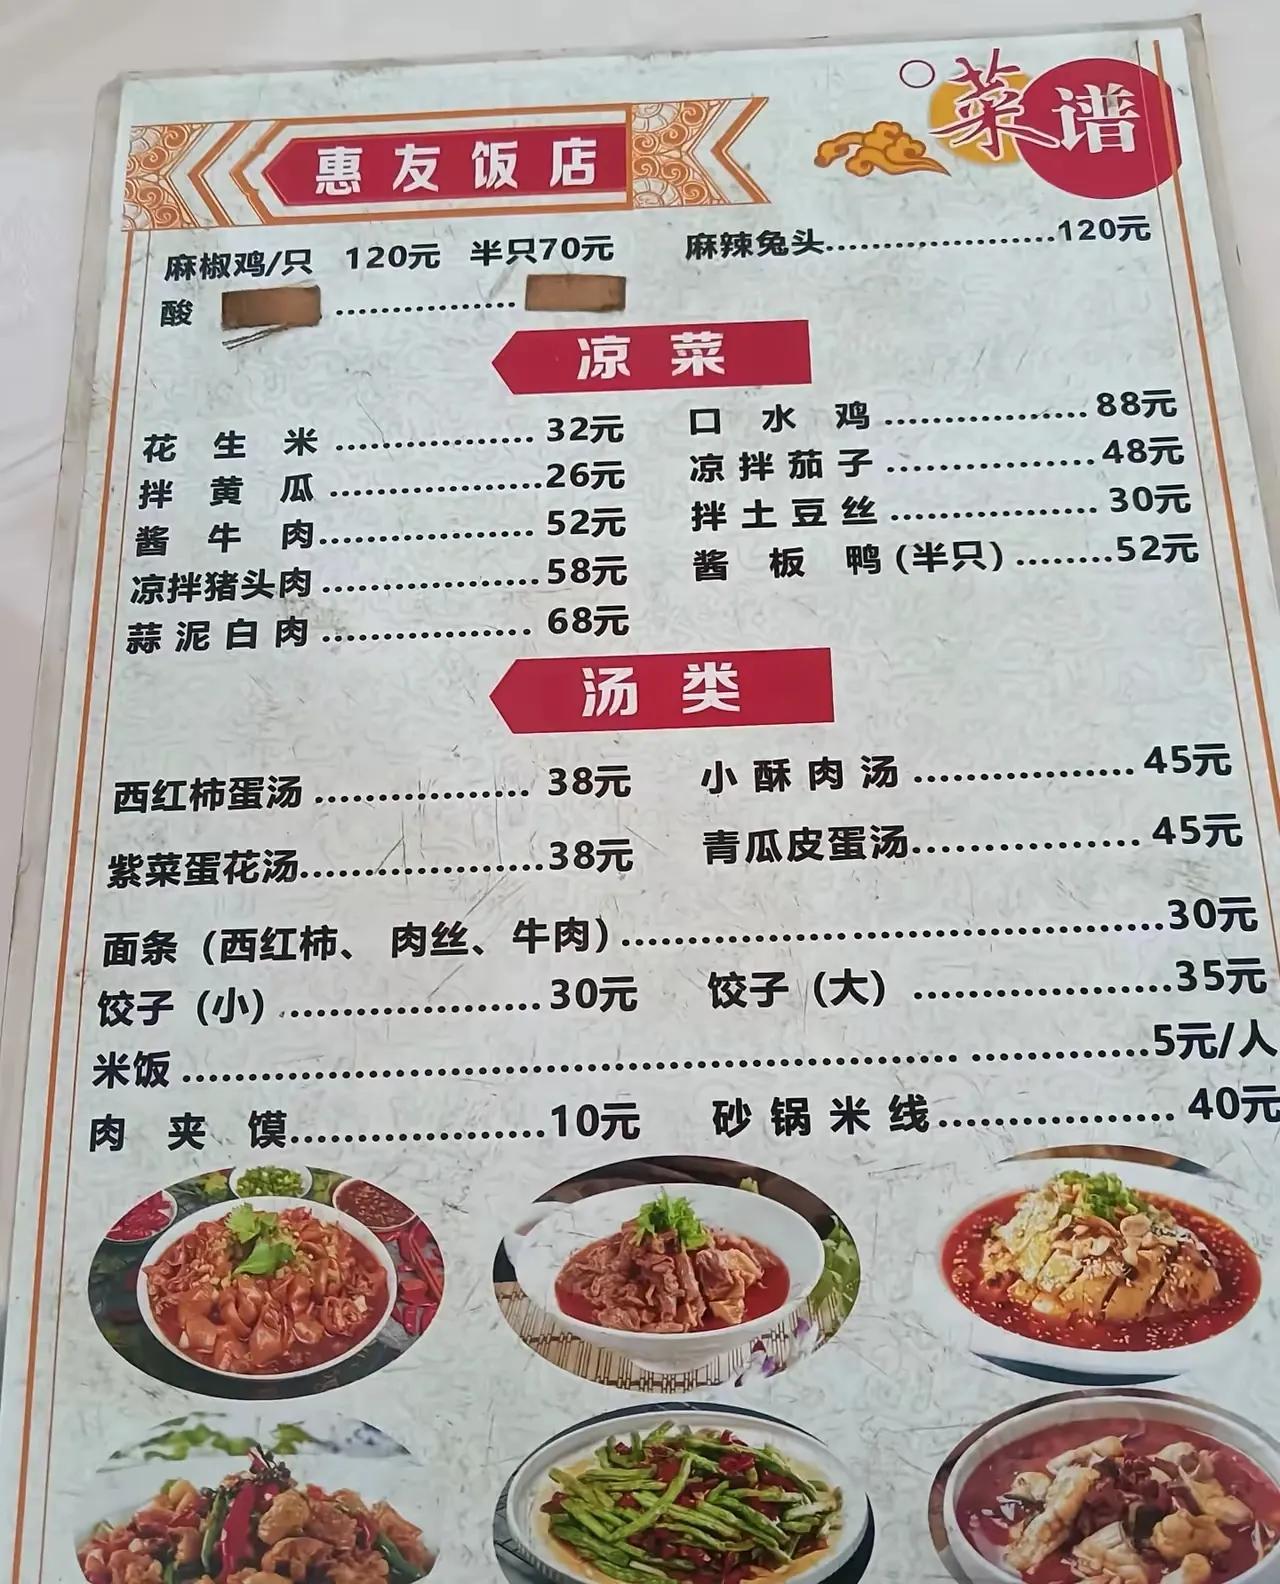 菜谱
惠友饭店
麻椒鸡/只 120元 半只70元 麻辣兔头....................120元
酸 ................
凉菜
花生米..................32元 口水鸡..................88元
拌黄瓜..................26元 凉拌茄子..................48元
酱牛肉..................52元 拌土豆丝..................30元
凉拌猪头肉..................58元 酱板鸭(半只)........52元
蒜泥白肉..................68元
汤类
西红柿蛋汤..................38元 小酥肉汤..................45元
紫菜蛋花汤..................38元 青瓜皮蛋汤..................45元
面条（西红柿、肉丝、牛肉）..................30元
饺子（小）..................30元 饺子（大）..................35元
米饭..................5元/人
肉夹馍..................10元 砂锅米线..................40元